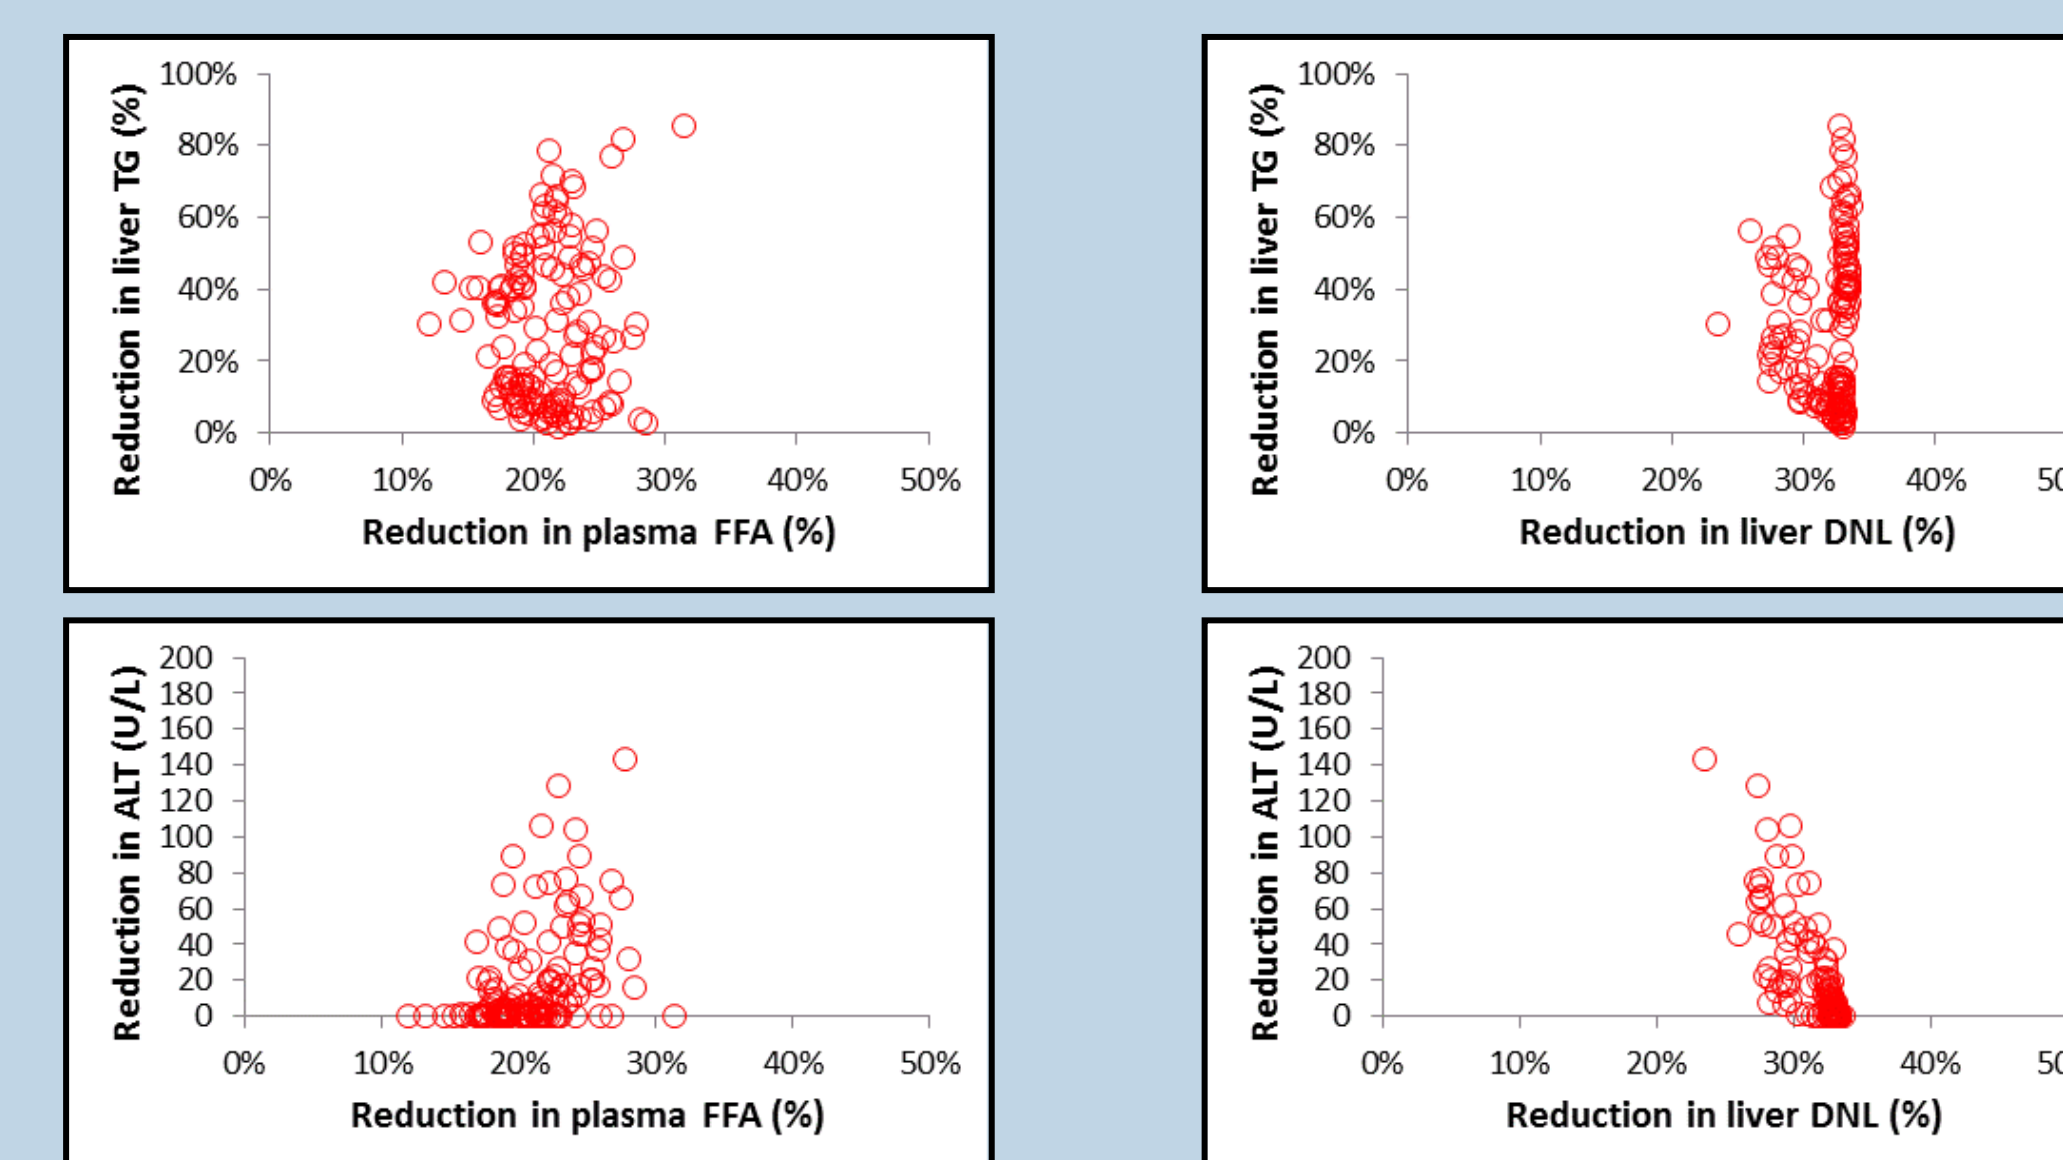 Reduction in liver TG (%)
100%
80%
60%
40%
20%
0%
0% 10% 20% 30% 40% 50%
Reduction in plasma FFA (%)
Reduction in liver TG (%)
100%
80%
60%
40%
20%
0%
0% 10% 20% 30% 40%
Reduction in liver DNL (%)
Reduction in ALT (U/L)
200
180
160
140
120
100
80
60
40
20
0
0% 10% 20% 30% 40% 50%
Reduction in plasma FFA (%)
Reduction in ALT (U/L)
200
180
160
140
120
100
80
60
40
20
0
0% 10% 20% 30% 40%
Reduction in liver DNL (%)